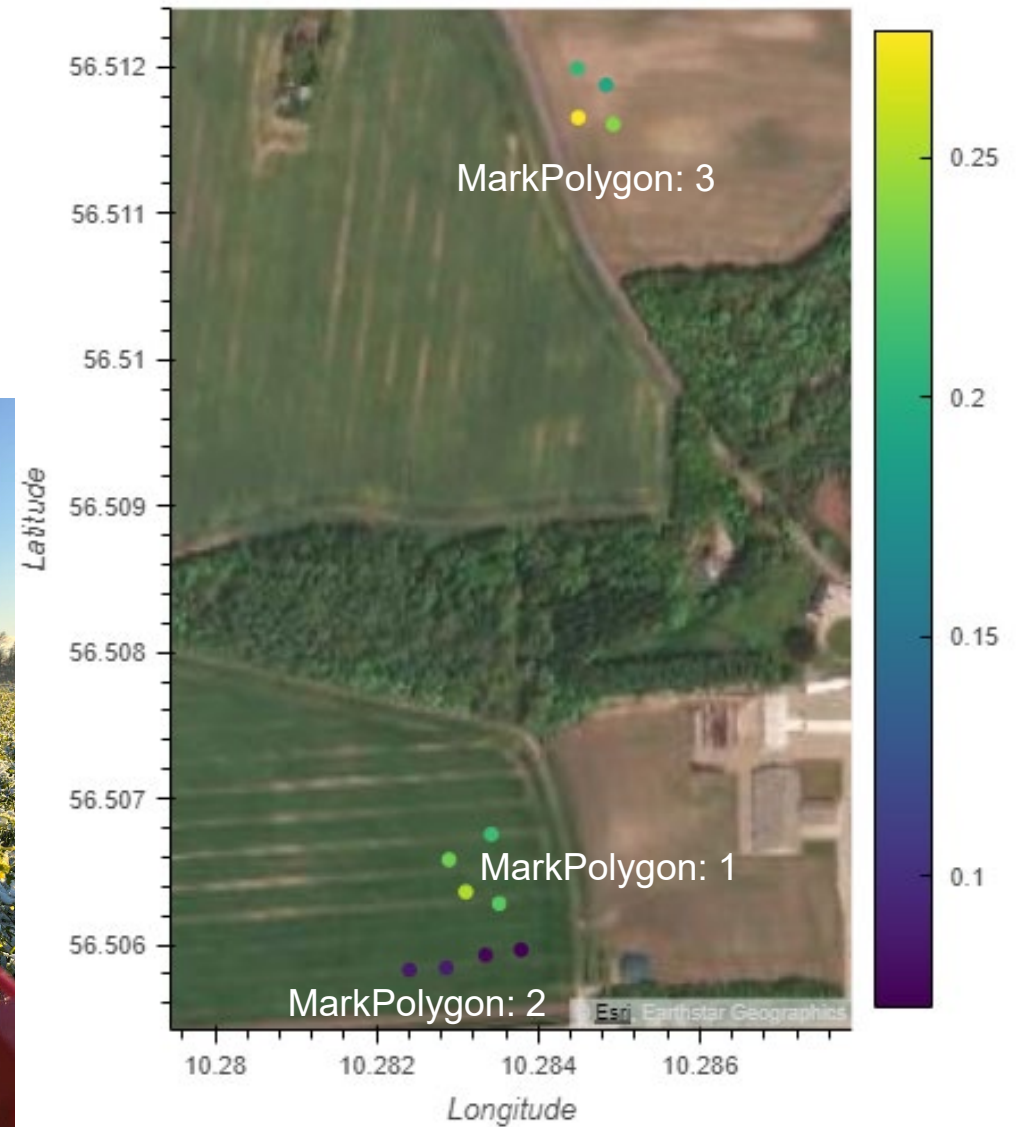 56.512
56.511
56.51
56.509
56.508
56.507
56.506
Latitude
10.28
10.282
10.284
10.286
Longitude
MarkPolygon: 3
MarkPolygon: 1
MarkPolygon: 2
© Esri, Earthstar Geographics
0.25
0.2
0.15
0.1